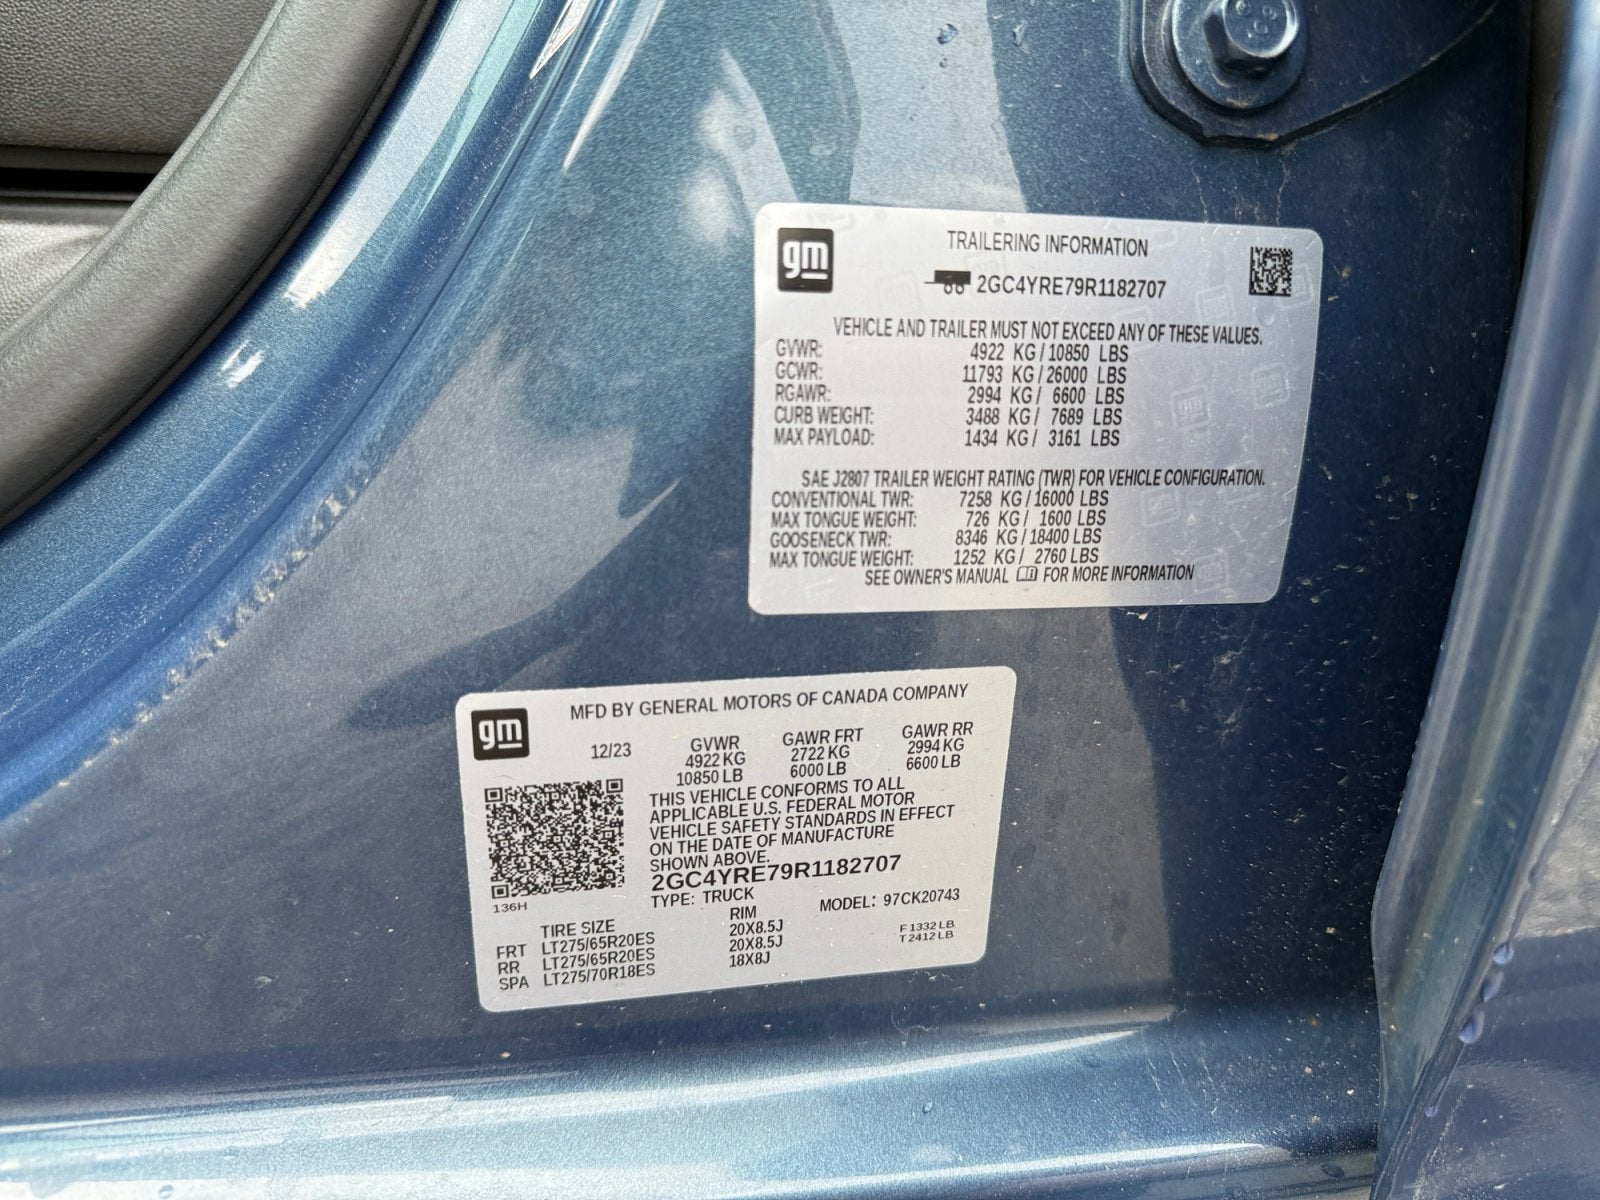 gm
TRAILERING INFORMATION
2GC4YRE79R1182707
VEHICLE AND TRAILER MUST NOT EXCEED ANY OF THESE VALUES.
GVWR: 4922 KG / 10850 LBS
GCWR: 11793 KG / 26000 LBS
RGAWR: 2994 KG / 6600 LBS
CURB WEIGHT: 3488 KG / 7689 LBS
MAX PAYLOAD: 1434 KG / 3161 LBS
SAE J2807 TRAILER WEIGHT RATING (TWR) FOR VEHICLE CONFIGURATION.
CONVENTIONAL TWR: 7258 KG / 16000 LBS
MAX TONGUE WEIGHT: 726 KG / 1600 LBS
GOOSENECK TWR: 8346 KG / 18400 LBS
MAX TONGUE WEIGHT: 1252 KG / 2760 LBS
SEE OWNER'S MANUAL FOR MORE INFORMATION
gm
MFD BY GENERAL MOTORS OF CANADA COMPANY
12/23 GVWR GAWR FRT GAWR RR
4922 KG 2722 KG 2994 KG
10850 LB 6000 LB 6600 LB
THIS VEHICLE CONFORMS TO ALL
APPLICABLE U.S. FEDERAL MOTOR
VEHICLE SAFETY STANDARDS IN EFFECT
ON THE DATE OF MANUFACTURE
SHOWN ABOVE.
2GC4YRE79R1182707
136H
TYPE: TRUCK MODEL: 97CK20743
TIRE SIZE RIM
FRT LT275/65R20ES 20X8.5J F 1332 LB
RR LT275/65R20ES 20X8.5J T 2412 LB
SPA LT275/70R18ES 18X8J